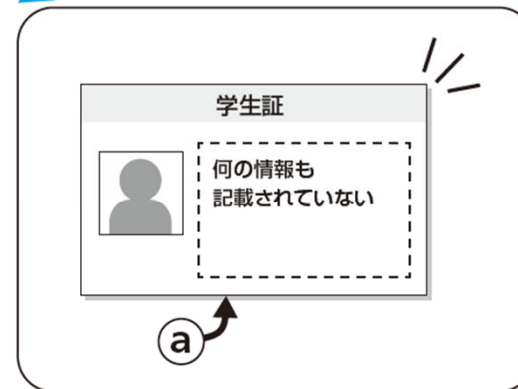 学生証
何の情報も
記載されていない
ⓐ